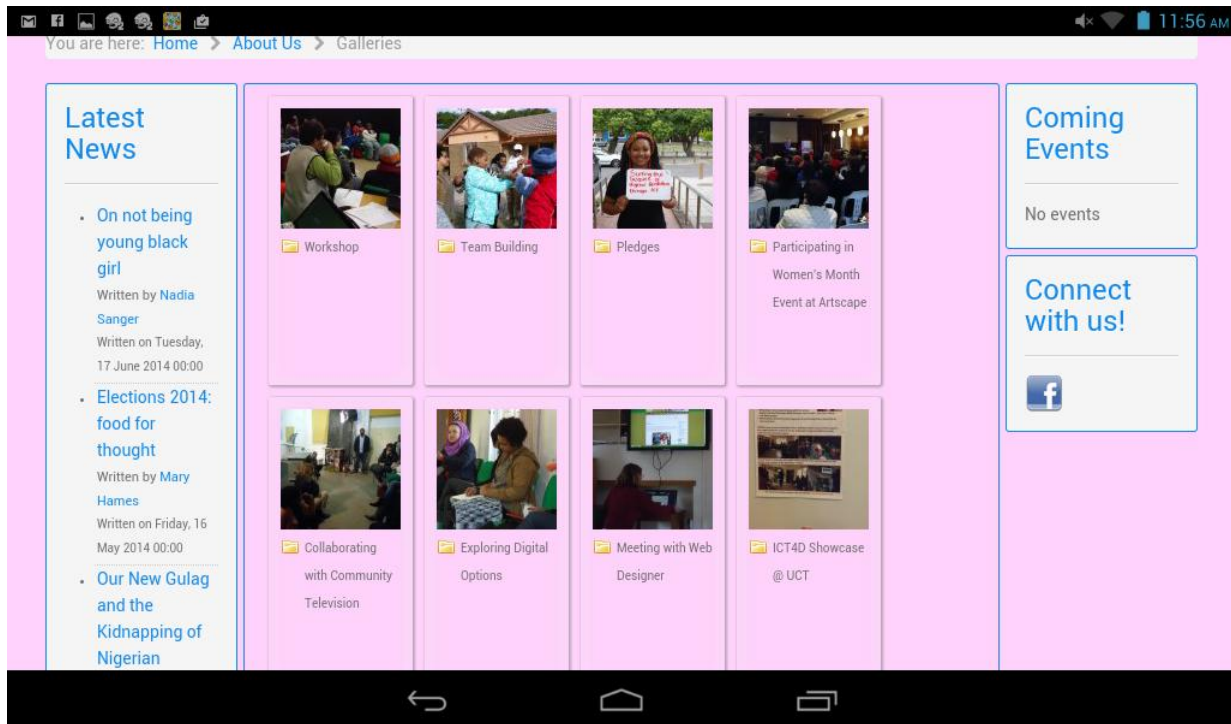 11:56 AM
You are here: Home > About Us > Galleries
Latest
News
On not being
young black
girl
Written by Nadia
Sanger
Written on Tuesday,
17 June 2014 00:00
Elections 2014:
food for
thought
Written by Mary
Hames
Written on Friday, 16
May 2014 00:00
Our New Gulag
and the
Kidnapping of
Nigerian
Workshop
Team Building
Pledges
Participating in
Women's Month
Event at Artscape
Collaborating
with Community
Television
Exploring Digital
Options
Meeting with Web
Designer
ICT4D Showcase
@ UCT
Coming
Events
No events
Connect
with us!
f